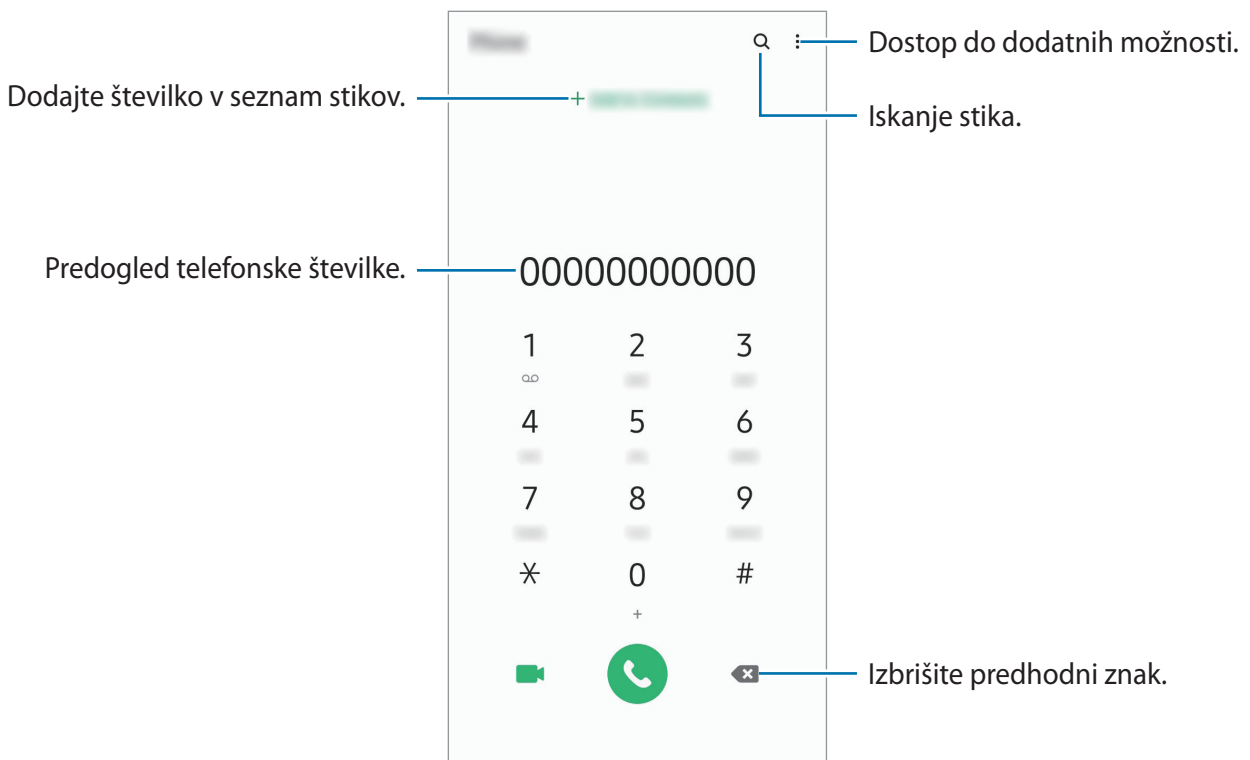 Dostop do dodatnih možnosti.
Dodajte številko v seznam stikov.
+
Iskanje stika.
Predogled telefonske številke.
00000000000
1 2 3
4 5 6
7 8 9
* 0 #
+
Izbrišite predhodni znak.